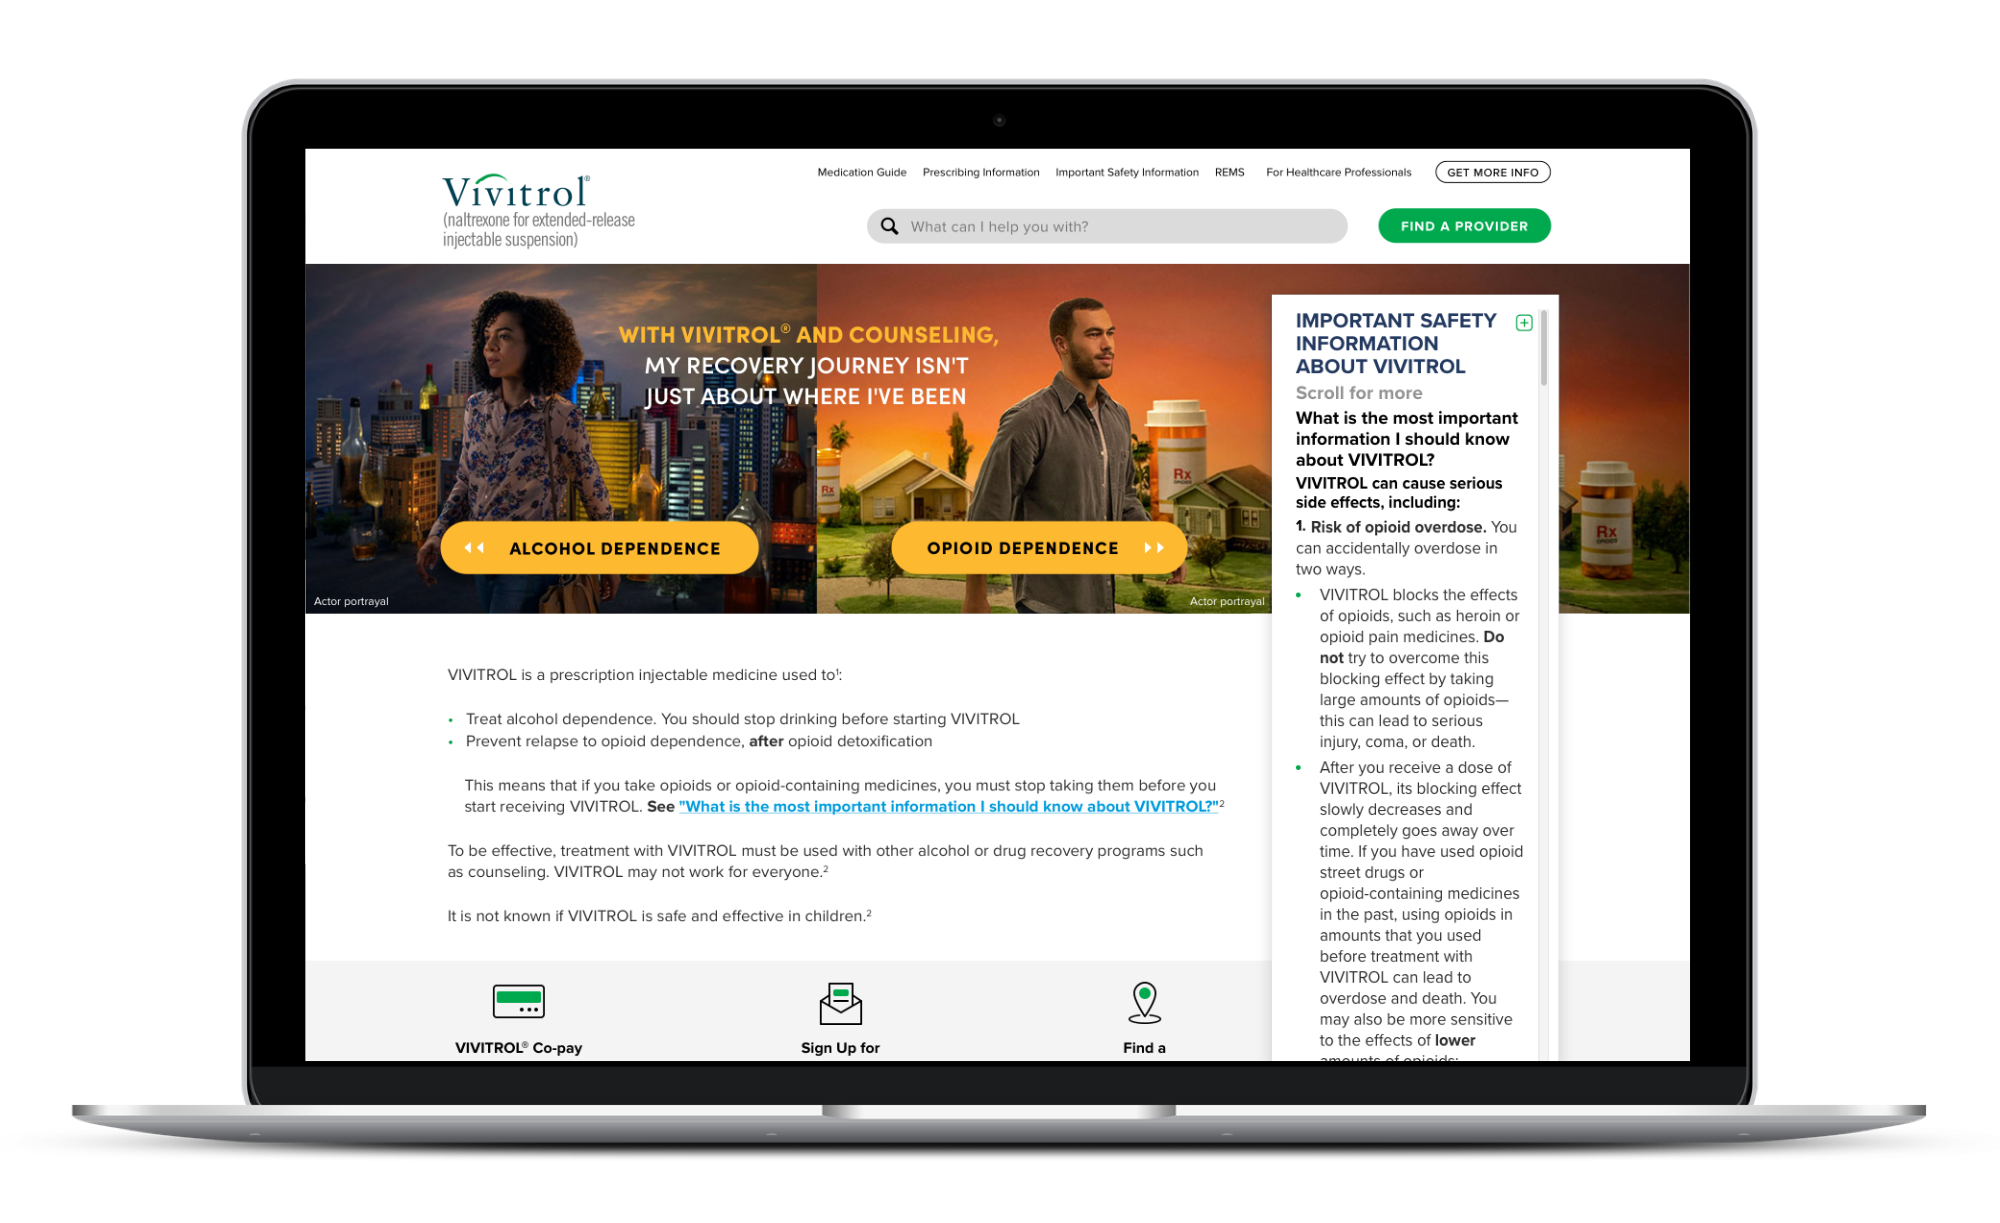 Vivitrol®
(naltrexone for extended-release
injectable suspension)
Medication Guide
Prescribing Information
Important Safety Information
REMS
For Healthcare Professionals
GET MORE INFO
What can I help you with?
FIND A PROVIDER
WITH VIVITROL® AND COUNSELING,
MY RECOVERY JOURNEY ISN'T
JUST ABOUT WHERE I'VE BEEN
Rx
Rx
Rx
ALCOHOL DEPENDENCE
OPIOID DEPENDENCE
Actor portrayal
Actor portrayal
VIVITROL is a prescription injectable medicine used to¹:
• Treat alcohol dependence. You should stop drinking before starting VIVITROL
• Prevent relapse to opioid dependence, after opioid detoxification
This means that if you take opioids or opioid-containing medicines, you must stop taking them before you
start receiving VIVITROL. See "What is the most important information I should know about VIVITROL?"²
To be effective, treatment with VIVITROL must be used with other alcohol or drug recovery programs such
as counseling. VIVITROL may not work for everyone.²
It is not known if VIVITROL is safe and effective in children.²
VIVITROL® Co-pay
Sign Up for
Find a
IMPORTANT SAFETY
INFORMATION
ABOUT VIVITROL
Scroll for more
What is the most important
information I should know
about VIVITROL?
VIVITROL can cause serious
side effects, including:
1. Risk of opioid overdose. You
can accidentally overdose in
two ways.
• VIVITROL blocks the effects
of opioids, such as heroin or
opioid pain medicines. Do
not try to overcome this
blocking effect by taking
large amounts of opioids—
this can lead to serious
injury, coma, or death.
• After you receive a dose of
VIVITROL, its blocking effect
slowly decreases and
completely goes away over
time. If you have used opioid
street drugs or
opioid-containing medicines
in the past, using opioids in
amounts that you used
before treatment with
VIVITROL can lead to
overdose and death. You
may also be more sensitive
to the effects of lower
amounts of opioids: